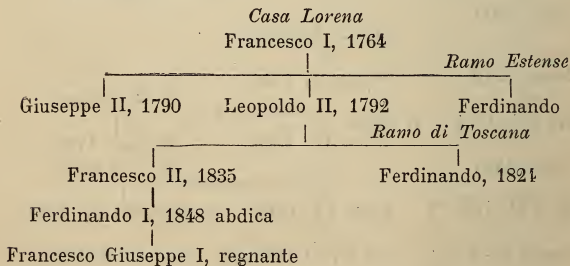 Casa Lorena
Francesco I, 1764
Ramo Estense
Giuseppe II, 1790 Leopoldo II, 1792 Ferdinando
Ramo di Toscana
Francesco II, 1835 Ferdinando, 1824
Ferdinando I, 1848 abdica
Francesco Giuseppe I, regnante